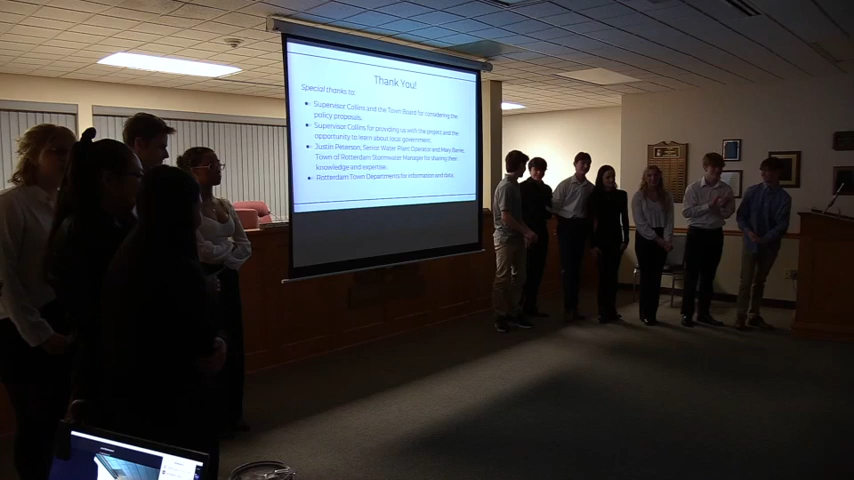 Thank You!
Special thanks to:
Supervisor Collins and the Town Board for considering the
policy proposals.
Supervisor Collins for providing us with the project and the
opportunity to learn about local government.
Justin Peterson, Senior Water Plant Operator and Mary Barrie,
Town of Rotterdam Stormwater Manager for sharing their
knowledge and expertise.
Rotterdam Town Departments for information and data.